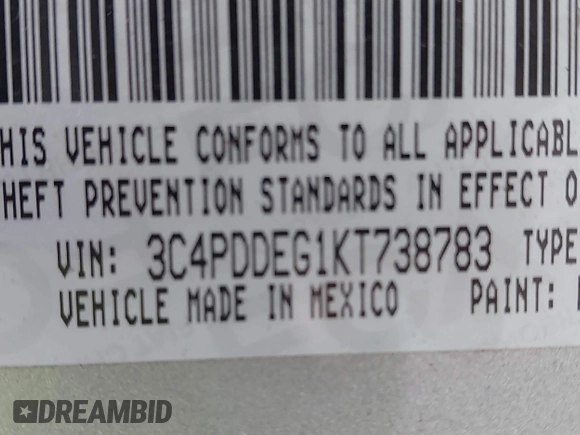 HIS VEHICLE CONFORMS TO ALL APPLICABL
HEFT PREVENTION STANDARDS IN EFFECT O
VIN: 3C4PDDEG1KT738783 TYPE
VEHICLE MADE IN MEXICO PAINT:
DREAMBID